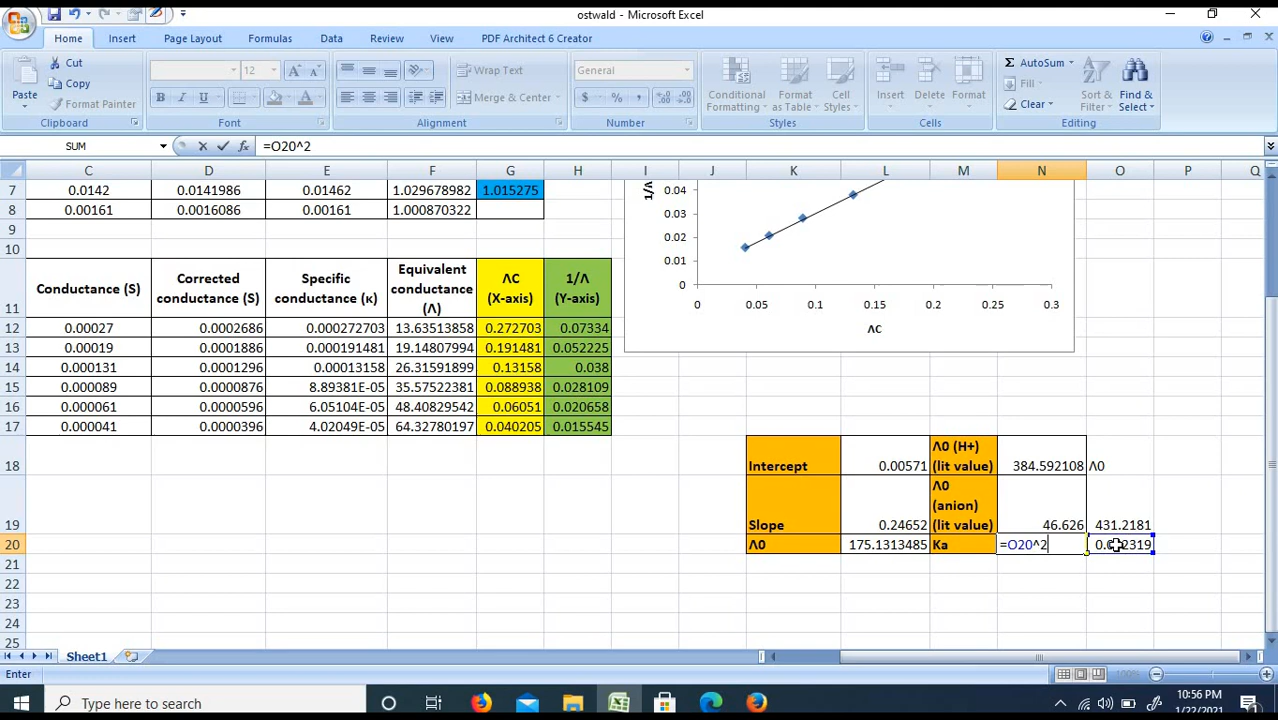 ostwald - Microsoft Excel
Home Insert Page Layout Formulas Data Review View PDF Architect 6 Creator
Paste
Cut
Copy
Format Painter
Clipboard
12 A A
B I U A
Font
Wrap Text
Merge & Center
Alignment
General
$ % ,
Number
Conditional Formatting
Format as Table
Cell Styles
Styles
Insert Delete Format
Cells
AutoSum
Fill
Clear
Sort & Filter
Find & Select
Editing
SUM =O20^2
C D E F G H I J K L M N O P Q
7 0.0142 0.0141986 0.01462 1.029678982 1.015275
8 0.00161 0.0016086 0.00161 1.000870322
9
10
11 Conductance (S) Corrected conductance (S) Specific conductance (κ) Equivalent conductance (Λ) ΛC (X-axis) 1/Λ (Y-axis)
12 0.00027 0.0002686 0.000272703 13.63513858 0.272703 0.07334
13 0.00019 0.0001886 0.000191481 19.14807994 0.191481 0.052225
14 0.000131 0.0001296 0.00013158 26.31591899 0.13158 0.038
15 0.000089 0.0000876 8.89381E-05 35.57522381 0.088938 0.028109
16 0.000061 0.0000596 6.05104E-05 48.40829542 0.06051 0.020658
17 0.000041 0.0000396 4.02049E-05 64.32780197 0.040205 0.015545
1/Λ
0.04
0.03
0.02
0.01
0
0 0.05 0.1 0.15 0.2 0.25 0.3
ΛC
18 Intercept 0.00571 Λ0 (H+) (lit value) 384.592108 Λ0
19 Slope 0.24652 Λ0 (anion) (lit value) 46.626 431.2181
20 Λ0 175.1313485 Ka =O20^2
21
22
23
24
25
Sheet1
Enter 100%
Type here to search
10:56 PM
1/22/2021